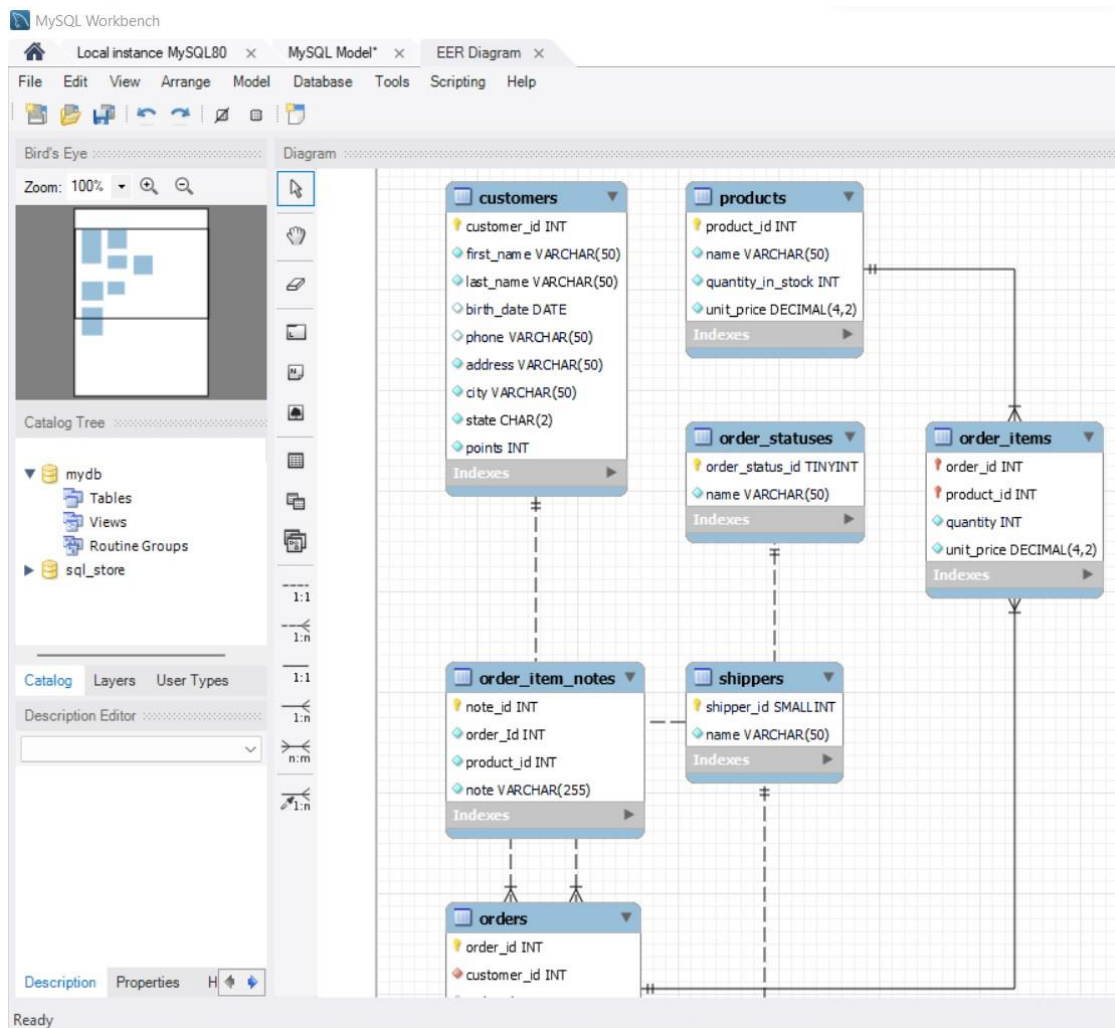 MySQL Workbench
Local instance MySQL80 × MySQL Model* × EER Diagram ×
File Edit View Arrange Model Database Tools Scripting Help
Bird's Eye
Zoom: 100%
Catalog Tree
mydb
Tables
Views
Routine Groups
sql_store
Catalog Layers User Types
Description Editor
Description Properties H
Ready
Diagram
1:1
1:n
1:1
1:n
n:m
1:n
customers
customer_id INT
first_name VARCHAR(50)
last_name VARCHAR(50)
birth_date DATE
phone VARCHAR(50)
address VARCHAR(50)
city VARCHAR(50)
state CHAR(2)
points INT
Indexes
products
product_id INT
name VARCHAR(50)
quantity_in_stock INT
unit_price DECIMAL(4,2)
Indexes
order_statuses
order_status_id TINYINT
name VARCHAR(50)
Indexes
order_items
order_id INT
product_id INT
quantity INT
unit_price DECIMAL(4,2)
Indexes
order_item_notes
note_id INT
order_Id INT
product_id INT
note VARCHAR(255)
Indexes
shippers
shipper_id SMALLINT
name VARCHAR(50)
Indexes
orders
order_id INT
customer_id INT